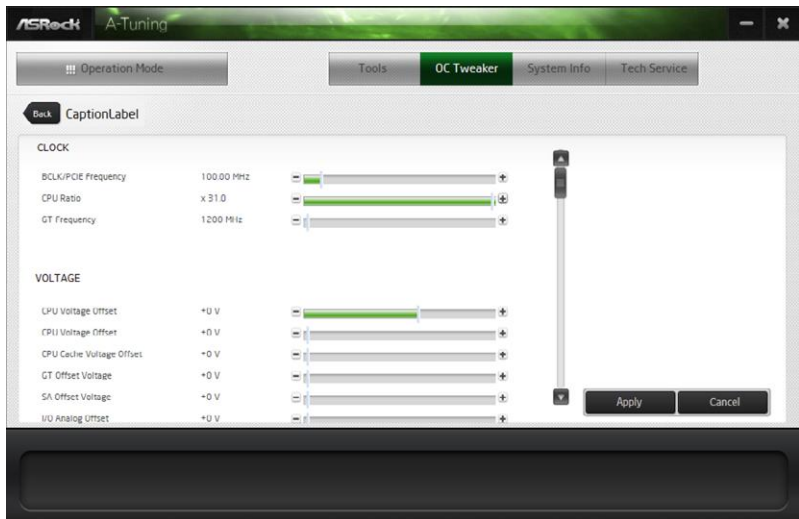 ASRock A-Tuning
Operation Mode Tools OC Tweaker System Info Tech Service
Back CaptionLabel
CLOCK
BCLK/PCIE Frequency 100.00 MHz
CPU Ratio x 31.0
GT Frequency 1200 MHz
VOLTAGE
CPU Voltage Offset +0 V
CPU Voltage Offset +0 V
CPU Cache Voltage Offset +0 V
GT Offset Voltage +0 V
SA Offset Voltage +0 V
I/O Analog Offset +0 V
Apply Cancel